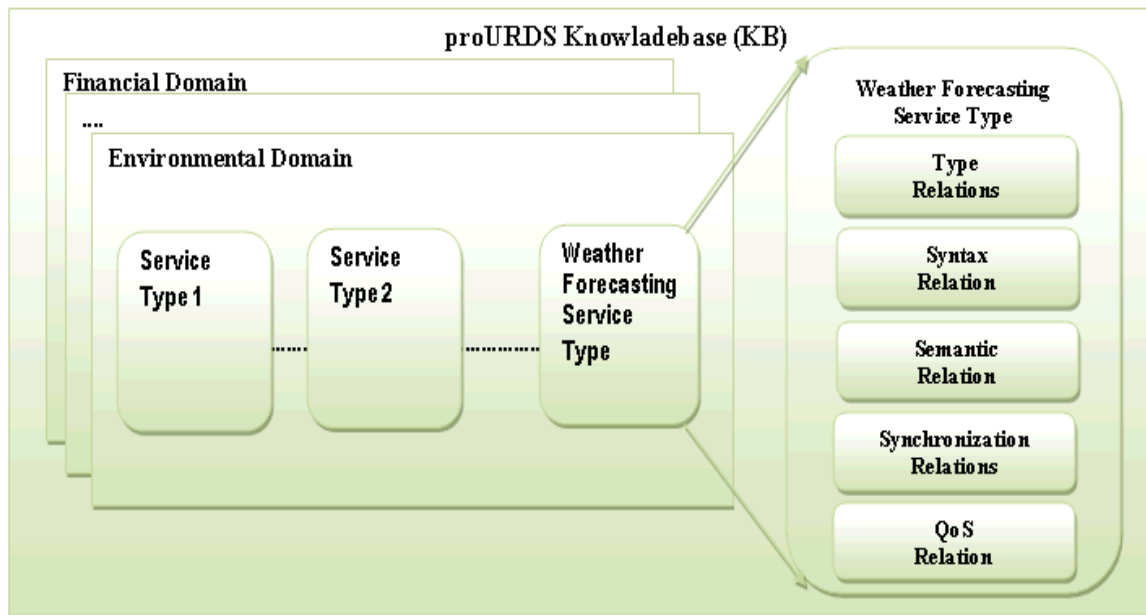 proURDS Knowladebase (KB)
Financial Domain
....
Environmental Domain
Service
Type 1
.......
Service
Type 2
..............
Weather
Forecasting
Service
Type
Weather Forecasting
Service Type
Type
Relations
Syntax
Relation
Semantic
Relation
Synchronization
Relations
QoS
Relation